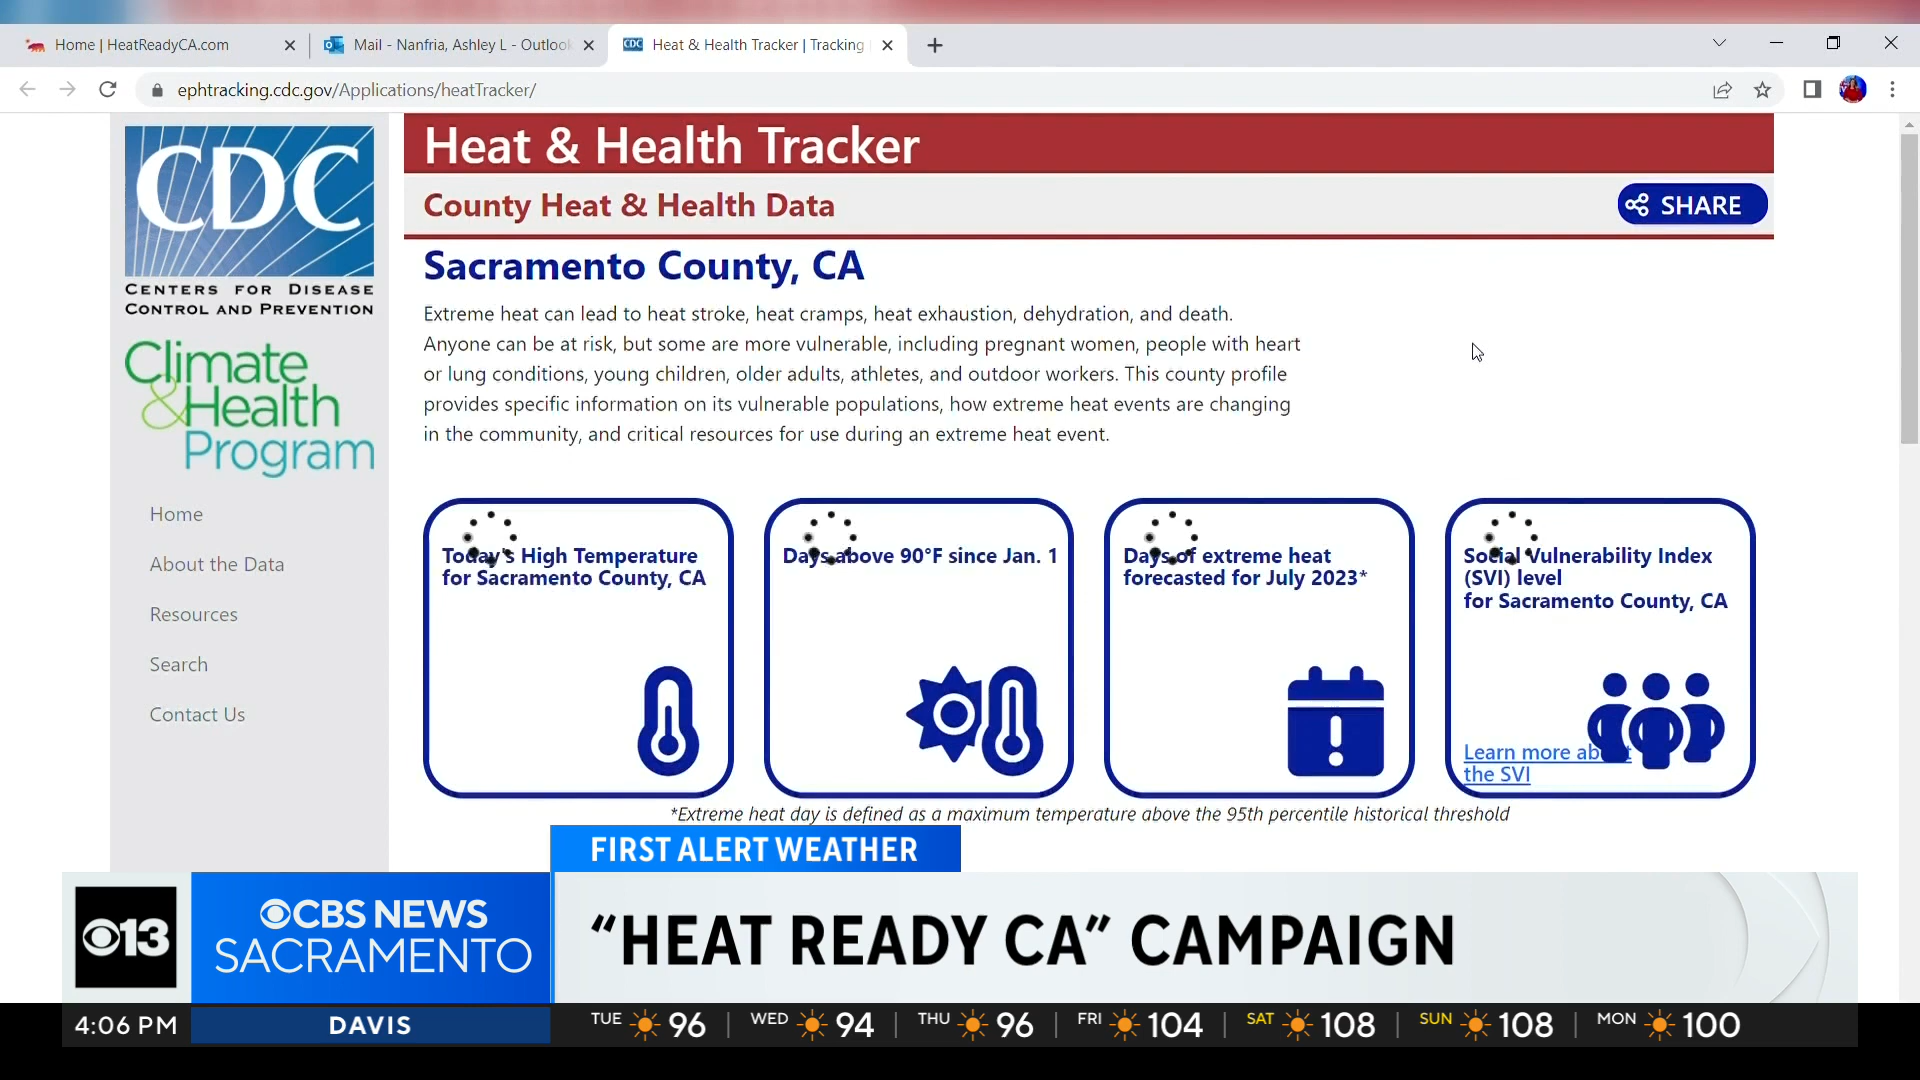 Home | HeatReadyCA.com
Mail - Nanfria, Ashley L - Outlook
CDC
Heat & Health Tracker | Tracking
ephtracking.cdc.gov/Applications/heatTracker/
CDC
CENTERS FOR DISEASE
CONTROL AND PREVENTION
Climate
& Health
Program
Home
About the Data
Resources
Search
Contact Us
Heat & Health Tracker
County Heat & Health Data
SHARE
Sacramento County, CA
Extreme heat can lead to heat stroke, heat cramps, heat exhaustion, dehydration, and death.
Anyone can be at risk, but some are more vulnerable, including pregnant women, people with heart
or lung conditions, young children, older adults, athletes, and outdoor workers. This county profile
provides specific information on its vulnerable populations, how extreme heat events are changing
in the community, and critical resources for use during an extreme heat event.
Today's High Temperature
for Sacramento County, CA
Days above 90°F since Jan. 1
Days of extreme heat
forecasted for July 2023*
Social Vulnerability Index
(SVI) level
for Sacramento County, CA
Learn more about
the SVI
*Extreme heat day is defined as a maximum temperature above the 95th percentile historical threshold
FIRST ALERT WEATHER
13
CBS NEWS
SACRAMENTO
“HEAT READY CA” CAMPAIGN
4:06 PM
DAVIS
TUE 96 | WED 94 | THU 96 | FRI 104 | SAT 108 | SUN 108 | MON 100